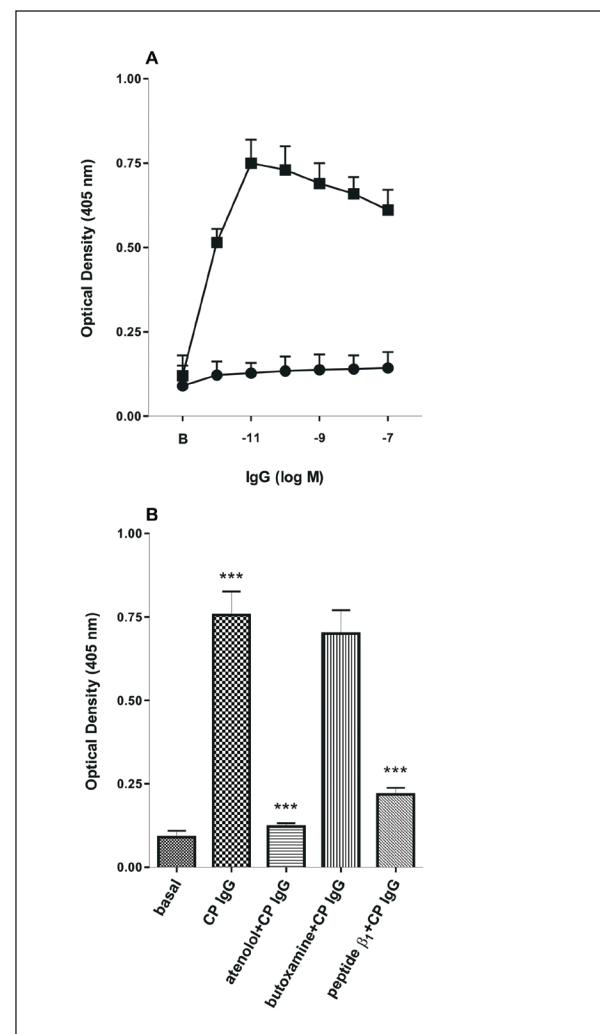 A
1.00
0.75
0.50
0.25
0.00
Optical Density (405 nm)
B
-11
-9
-7
IgG (log M)
B
1.00
0.75
0.50
0.25
0.00
Optical Density (405 nm)
***
***
***
basal
CP IgG
atenolol+CP IgG
butoxamine+CP IgG
peptide β₁+CP IgG